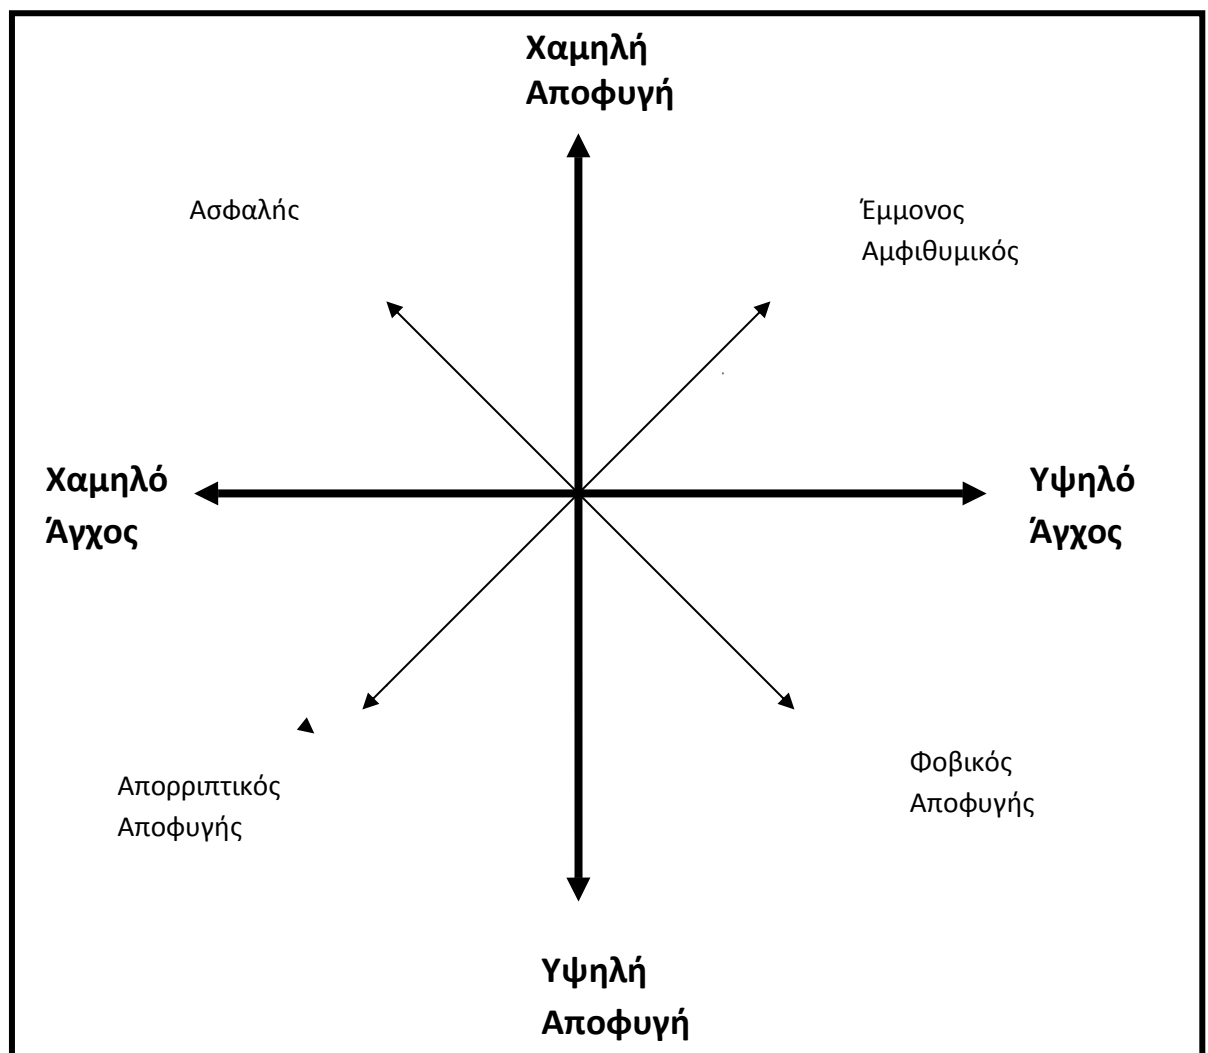 Χαμηλή
Αποφυγή
Ασφαλής
Έμμονος
Αμφιθυμικός
Χαμηλό
Άγχος
Υψηλό
Άγχος
Απορριπτικός
Αποφυγής
Φοβικός
Αποφυγής
Υψηλή
Αποφυγή